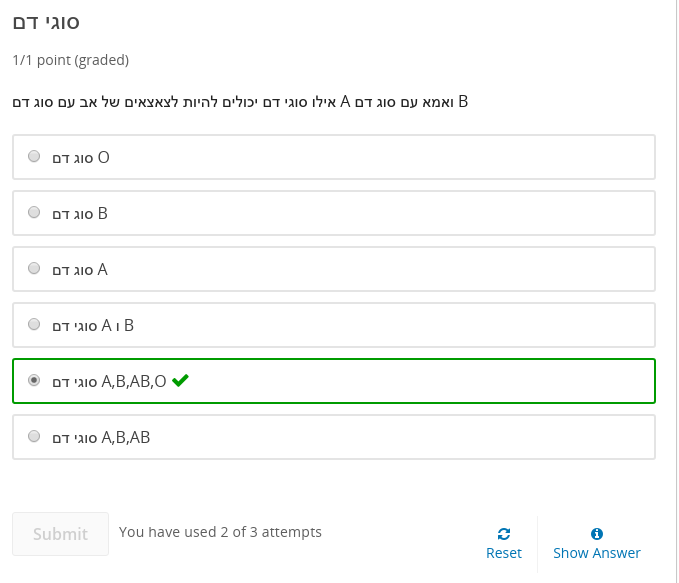 סוגי דם
1/1 point (graded)
אילו סוגי דם יכולים להיות לצאצאים של אב עם סוג דם A ואמא עם סוג דם B
סוג דם O
סוג דם B
סוג דם A
סוגי דם A ו B
סוגי דם A,B,AB,O
סוגי דם A,B,AB
Submit You have used 2 of 3 attempts
Reset Show Answer